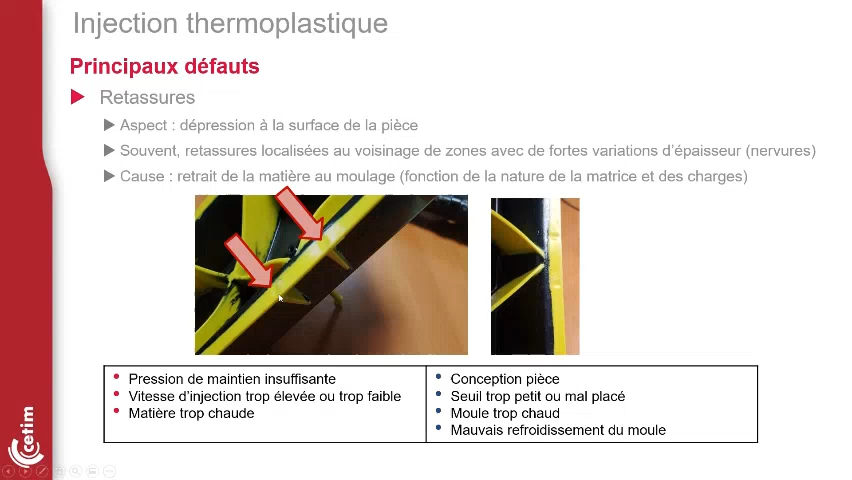 Injection thermoplastique
Principaux défauts
Retassures
Aspect : dépression à la surface de la pièce
Souvent, retassures localisées au voisinage de zones avec de fortes variations d'épaisseur (nervures)
Cause : retrait de la matière au moulage (fonction de la nature de la matrice et des charges)
Pression de maintien insuffisante
Vitesse d'injection trop élevée ou trop faible
Matière trop chaude
Conception pièce
Seuil trop petit ou mal placé
Moule trop chaud
Mauvais refroidissement du moule
cetim